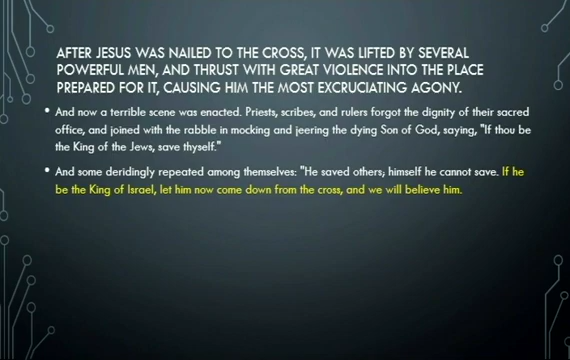 AFTER JESUS WAS NAILED TO THE CROSS, IT WAS LIFTED BY SEVERAL
POWERFUL MEN, AND THRUST WITH GREAT VIOLENCE INTO THE PLACE
PREPARED FOR IT, CAUSING HIM THE MOST EXCRUCIATING AGONY.
• And now a terrible scene was enacted. Priests, scribes, and rulers forgot the dignity of their sacred
office, and joined with the rabble in mocking and jeering the dying Son of God, saying, "If thou be
the King of the Jews, save thyself."
• And some deridingly repeated among themselves: "He saved others; himself he cannot save. If he
be the King of Israel, let him now come down from the cross, and we will believe him.